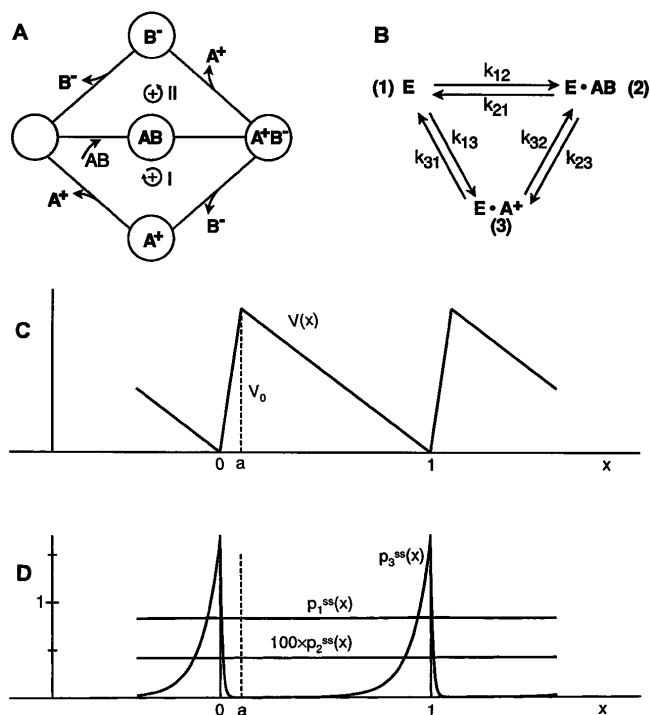 A
B⁻
B⁻
A⁺
+ II
AB
A⁺B⁻
AB
+ I
A⁺
B⁻
A⁺
B
(1) E
k₁₂
E • AB (2)
k₂₁
k₃₁
k₁₃
k₃₂
k₂₃
E • A⁺
(3)
C
V(x)
V₀
0
a
1
x
D
1
p₃ˢˢ(x)
p₁ˢˢ(x)
100×p₂ˢˢ(x)
0
a
1
x